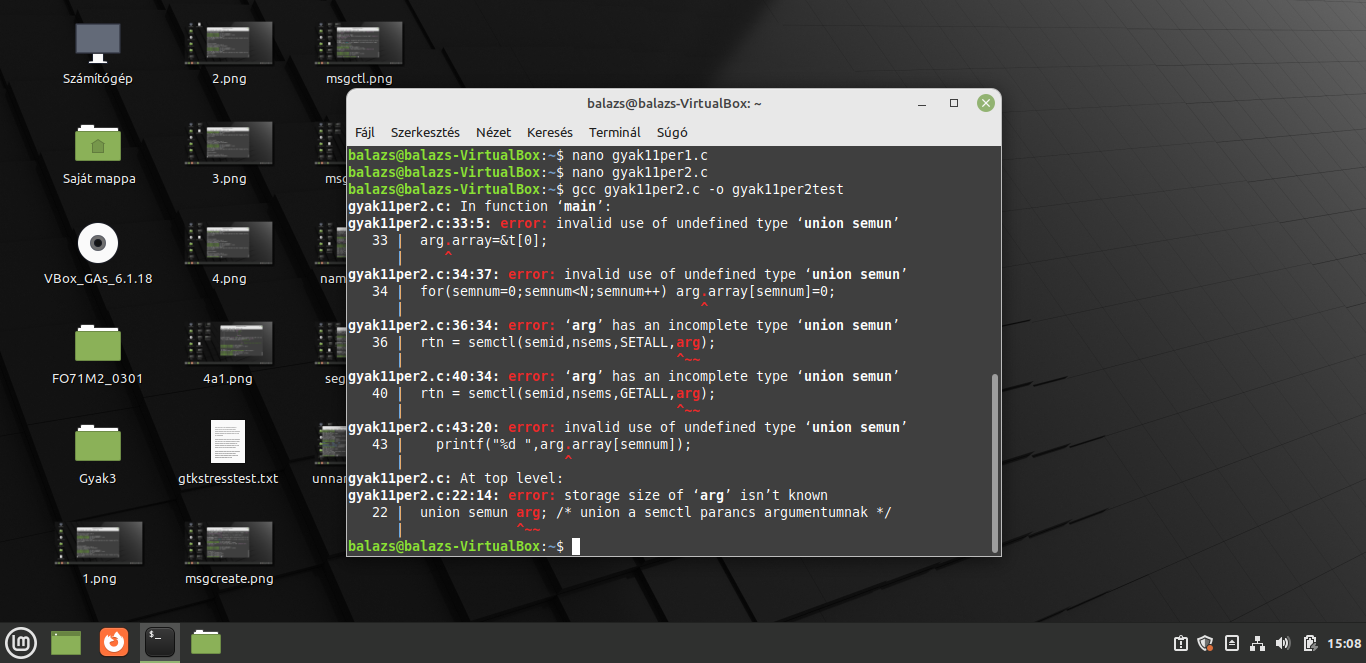 Számítógép
2.png
msgctl.png
Saját mappa
3.png
msg
VBox_GAs_6.1.18
4.png
nam
FO71M2_0301
4a1.png
seg
Gyak3
gtkstresstest.txt
unna
1.png
msgcreate.png
balazs@balazs-VirtualBox: ~
Fájl Szerkesztés Nézet Keresés Terminál Súgó
balazs@balazs-VirtualBox:~$ nano gyak11per1.c
balazs@balazs-VirtualBox:~$ nano gyak11per2.c
balazs@balazs-VirtualBox:~$ gcc gyak11per2.c -o gyak11per2test
gyak11per2.c: In function ‘main’:
gyak11per2.c:33:5: error: invalid use of undefined type ‘union semun’
   33 |  arg.array=&t[0];
      |     ^
gyak11per2.c:34:37: error: invalid use of undefined type ‘union semun’
   34 |  for(semnum=0;semnum<N;semnum++) arg.array[semnum]=0;
      |                                     ^
gyak11per2.c:36:34: error: ‘arg’ has an incomplete type ‘union semun’
   36 |  rtn = semctl(semid,nsems,SETALL,arg);
      |                                  ^~~
gyak11per2.c:40:34: error: ‘arg’ has an incomplete type ‘union semun’
   40 |  rtn = semctl(semid,nsems,GETALL,arg);
      |                                  ^~~
gyak11per2.c:43:20: error: invalid use of undefined type ‘union semun’
   43 |    printf("%d ",arg.array[semnum]);
      |                    ^
gyak11per2.c: At top level:
gyak11per2.c:22:14: error: storage size of ‘arg’ isn’t known
   22 |  union semun arg; /* union a semctl parancs argumentumnak */
      |              ^~~
balazs@balazs-VirtualBox:~$
15:08